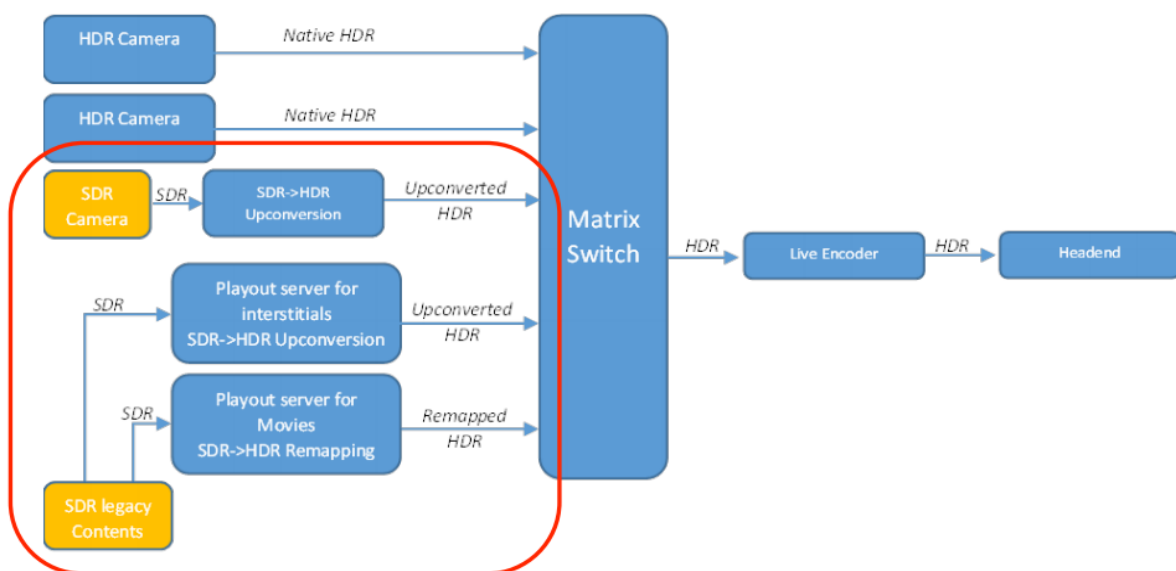 HDR Camera
Native HDR
HDR Camera
Native HDR
SDR
Camera
SDR
SDR->HDR
Upconversion
Upconverted
HDR
Matrix
Switch
HDR
Live Encoder
HDR
Headend
SDR
Playout server for
interstitials
SDR->HDR Upconversion
Upconverted
HDR
SDR
Playout server for
Movies
SDR->HDR Remapping
Remapped
HDR
SDR legacy
Contents